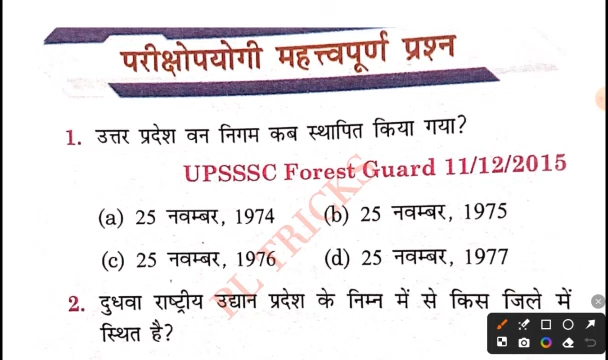 परीक्षोपयोगी महत्त्वपूर्ण प्रश्न
1. उत्तर प्रदेश वन निगम कब स्थापित किया गया?
UPSSSC Forest Guard 11/12/2015
(a) 25 नवम्बर, 1974 (b) 25 नवम्बर, 1975
(c) 25 नवम्बर, 1976 (d) 25 नवम्बर, 1977
2. दुधवा राष्ट्रीय उद्यान प्रदेश के निम्न में से किस जिले में
स्थित है?
PL TRICKS